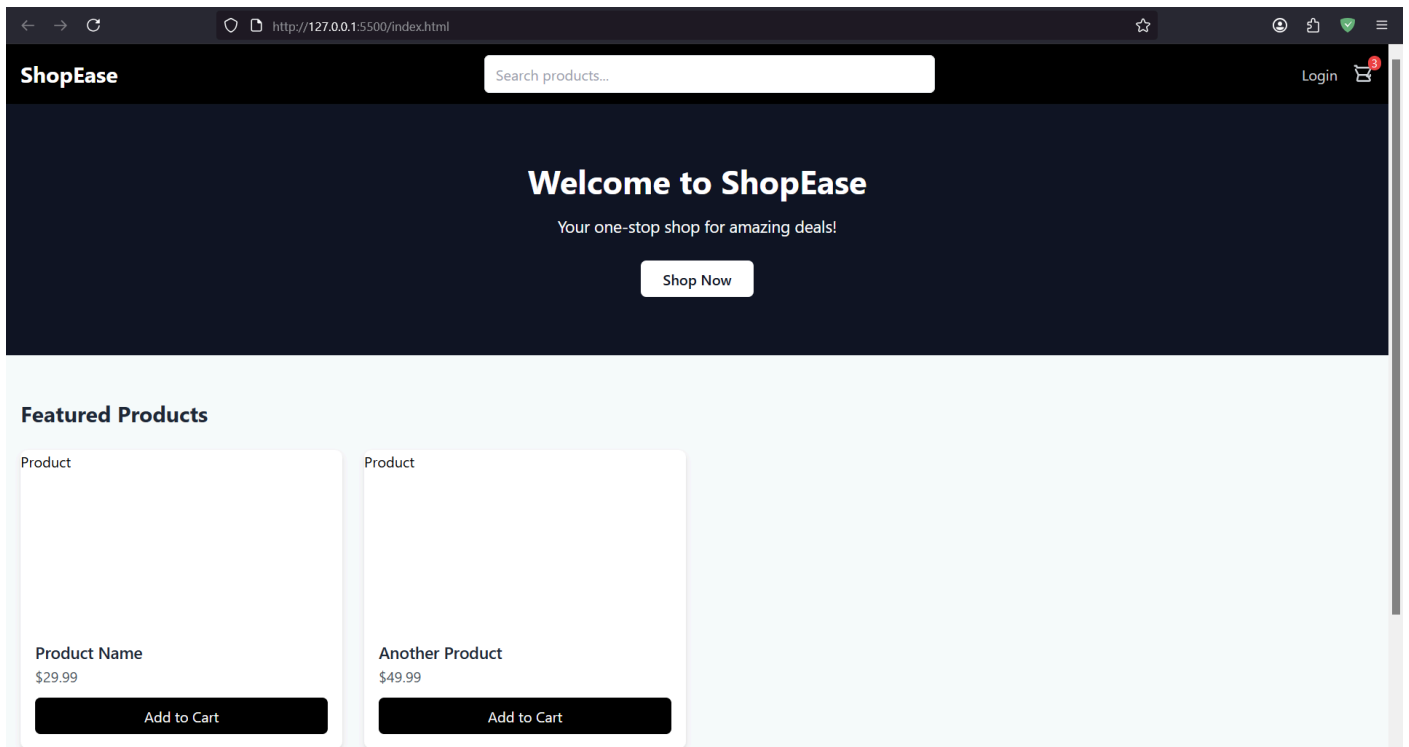 http://127.0.0.1:5500/index.html
ShopEase
Search products...
Login
3
Welcome to ShopEase
Your one-stop shop for amazing deals!
Shop Now
Featured Products
Product
Product
Product Name
Another Product
$29.99
$49.99
Add to Cart
Add to Cart